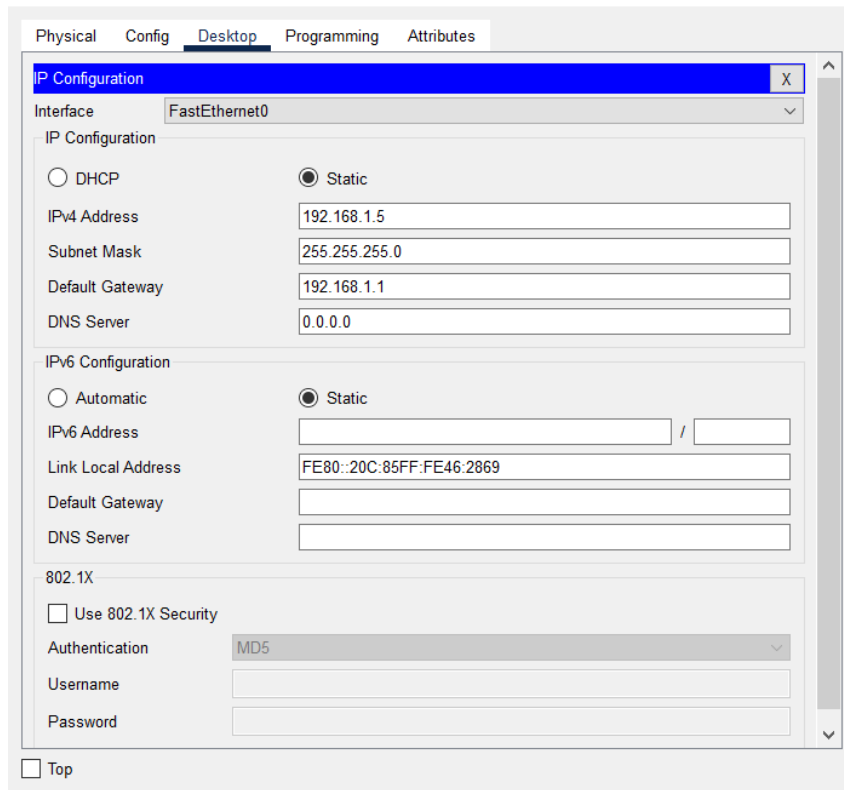 Physical Config Desktop Programming Attributes
IP Configuration X
Interface FastEthernet0
IP Configuration
DHCP Static
IPv4 Address 192.168.1.5
Subnet Mask 255.255.255.0
Default Gateway 192.168.1.1
DNS Server 0.0.0.0
IPv6 Configuration
Automatic Static
IPv6 Address /
Link Local Address FE80::20C:85FF:FE46:2869
Default Gateway
DNS Server
802.1X
Use 802.1X Security
Authentication MD5
Username
Password
Top